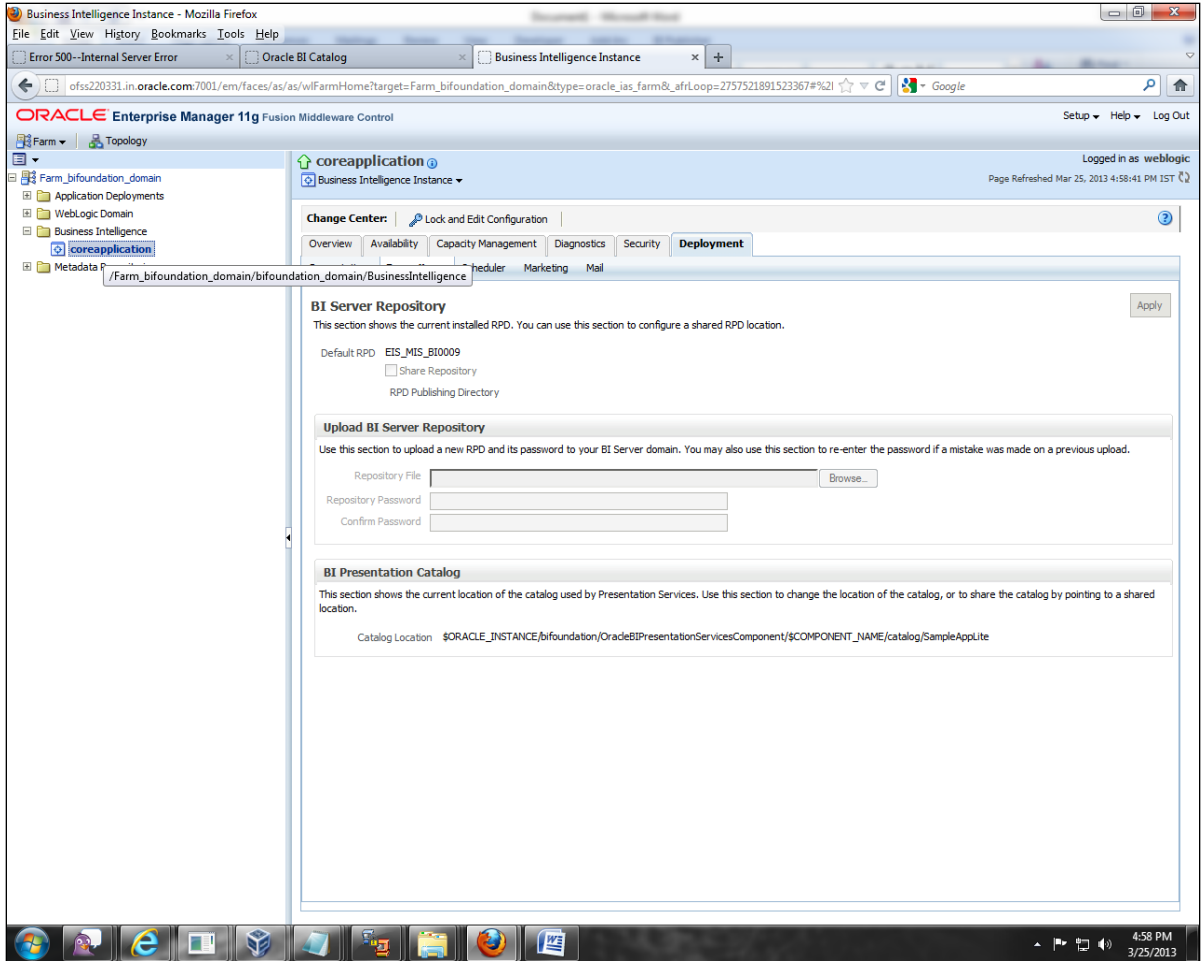 Business Intelligence Instance - Mozilla Firefox
File Edit View History Bookmarks Tools Help
Error 500--Internal Server Error
Oracle BI Catalog
Business Intelligence Instance
ofss220331.in.oracle.com:7001/em/faces/as/as/wlFarmHome?target=Farm_bifoundation_domain&type=oracle_ias_farm&_afrLoop=2757521891523367#%2
Google
ORACLE Enterprise Manager 11g Fusion Middleware Control
Setup Help Log Out
Farm Topology
Farm_bifoundation_domain
Application Deployments
WebLogic Domain
Business Intelligence
coreapplication
Metadata
/Farm_bifoundation_domain/bifoundation_domain/BusinessIntelligence
coreapplication
Logged in as weblogic
Business Intelligence Instance
Page Refreshed Mar 25, 2013 4:58:41 PM IST
Change Center: Lock and Edit Configuration
Overview Availability Capacity Management Diagnostics Security Deployment
Scheduler Marketing Mail
BI Server Repository
Apply
This section shows the current installed RPD. You can use this section to configure a shared RPD location.
Default RPD EIS_MIS_BI0009
Share Repository
RPD Publishing Directory
Upload BI Server Repository
Use this section to upload a new RPD and its password to your BI Server domain. You may also use this section to re-enter the password if a mistake was made on a previous upload.
Repository File Browse...
Repository Password
Confirm Password
BI Presentation Catalog
This section shows the current location of the catalog used by Presentation Services. Use this section to change the location of the catalog, or to share the catalog by pointing to a shared
location.
Catalog Location $ORACLE_INSTANCE/bifoundation/OracleBIPresentationServicesComponent/$COMPONENT_NAME/catalog/SampleAppLite
4:58 PM
3/25/2013